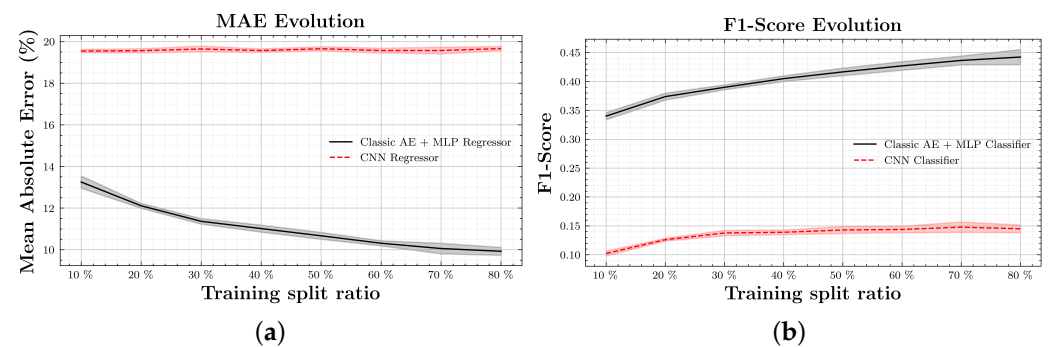 MAE Evolution
Mean Absolute Error (%)
20
18
16
14
12
10
Classic AE + MLP Regressor
CNN Regressor
10 % 20 % 30 % 40 % 50 % 60 % 70 % 80 %
Training split ratio
(a)
F1-Score Evolution
F1-Score
0.45
0.40
0.35
0.30
0.25
0.20
0.15
0.10
Classic AE + MLP Classifier
CNN Classifier
10 % 20 % 30 % 40 % 50 % 60 % 70 % 80 %
Training split ratio
(b)